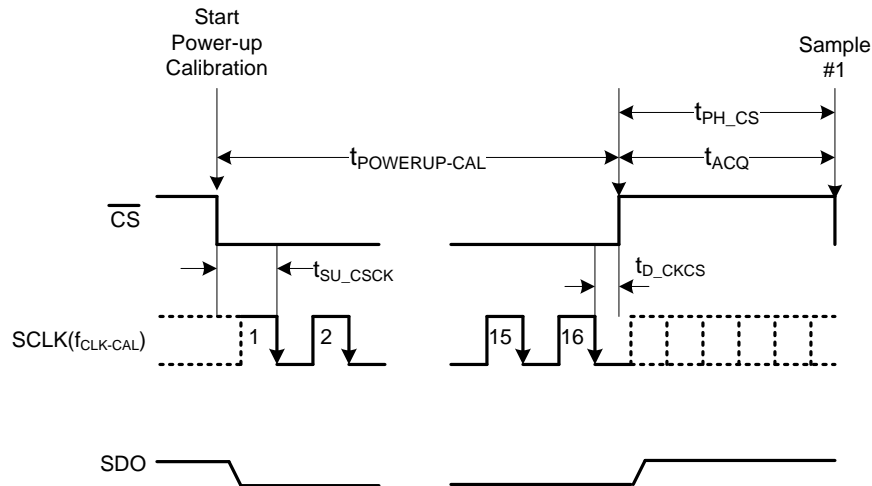 Start
Power-up
Calibration
Sample
#1
tPH_CS
tPOWERUP-CAL
tACQ
CS
tSU_CSCK
tD_CKCS
SCLK(fCLK-CAL)
1
2
15
16
SDO